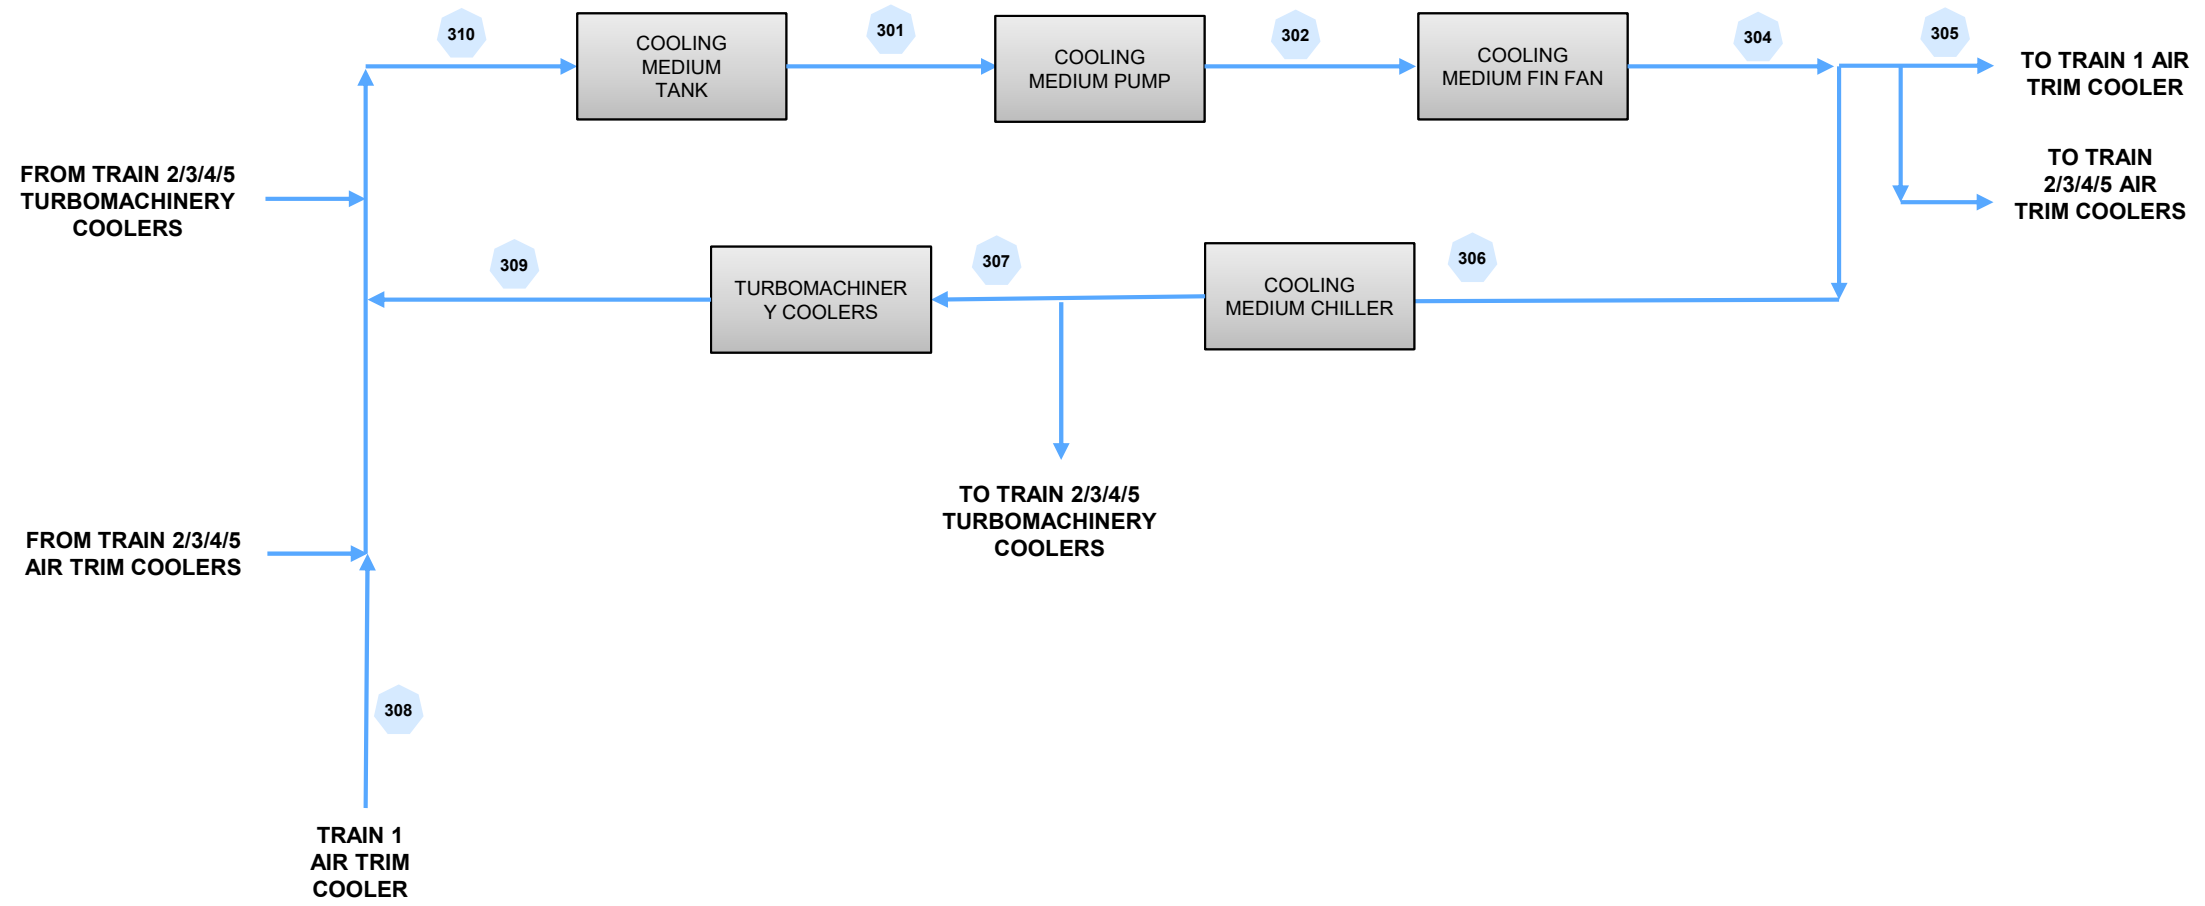 310
COOLING
MEDIUM
TANK
301
COOLING
MEDIUM PUMP
302
COOLING
MEDIUM FIN FAN
304
305
TO TRAIN 1 AIR
TRIM COOLER
TO TRAIN
2/3/4/5 AIR
TRIM COOLERS
FROM TRAIN 2/3/4/5
TURBOMACHINERY
COOLERS
309
TURBOMACHINER
Y COOLERS
307
COOLING
MEDIUM CHILLER
306
TO TRAIN 2/3/4/5
TURBOMACHINERY
COOLERS
FROM TRAIN 2/3/4/5
AIR TRIM COOLERS
308
TRAIN 1
AIR TRIM
COOLER